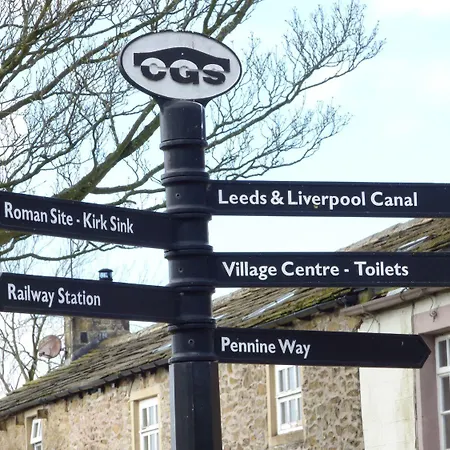 CGS
Leeds & Liverpool Canal
Roman Site - Kirk Sink
Village Centre - Toilets
Railway Station
Pennine Way